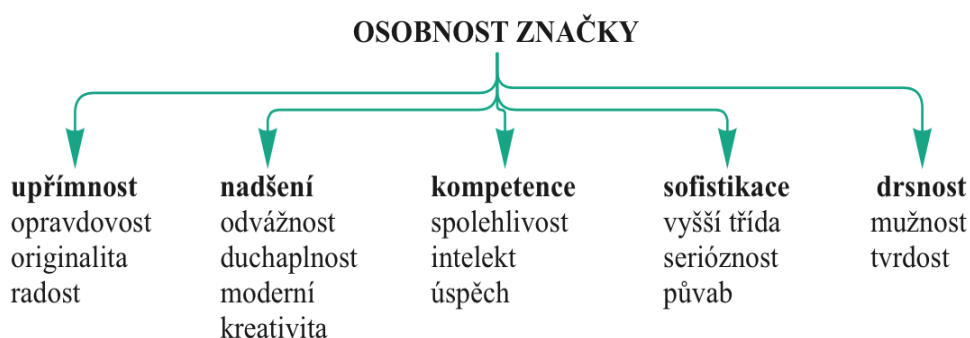 OSOBNOST ZNAČKY
upřímnost
opravdovost
originalita
radost
nadšení
odvážnost
duchaplnost
moderní
kreativita
kompetence
spolehlivost
intelekt
úspěch
sofistikace
vyšší třída
serióznost
půvab
drsnost
mužnost
tvrdost